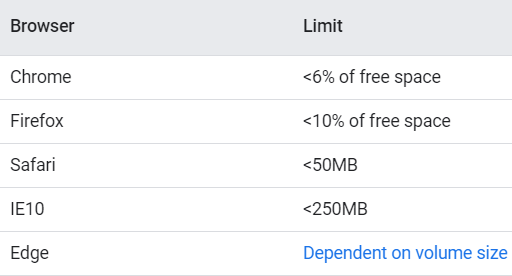 Browser Limit
Chrome <6% of free space
Firefox <10% of free space
Safari <50MB
IE10 <250MB
Edge Dependent on volume size